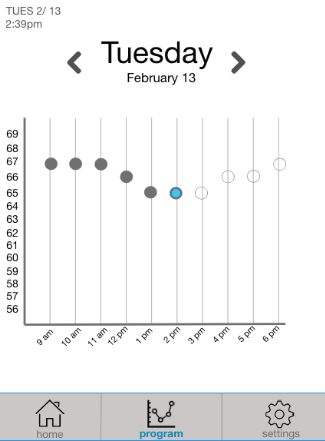 TUES 2/ 13
2:39pm
Tuesday
February 13
69
68
67
66
65
64
63
62
61
60
59
58
57
56
9 am
10 am
11 am
12 pm
1 pm
2 pm
3 pm
4 pm
5 pm
6 pm
home
program
settings